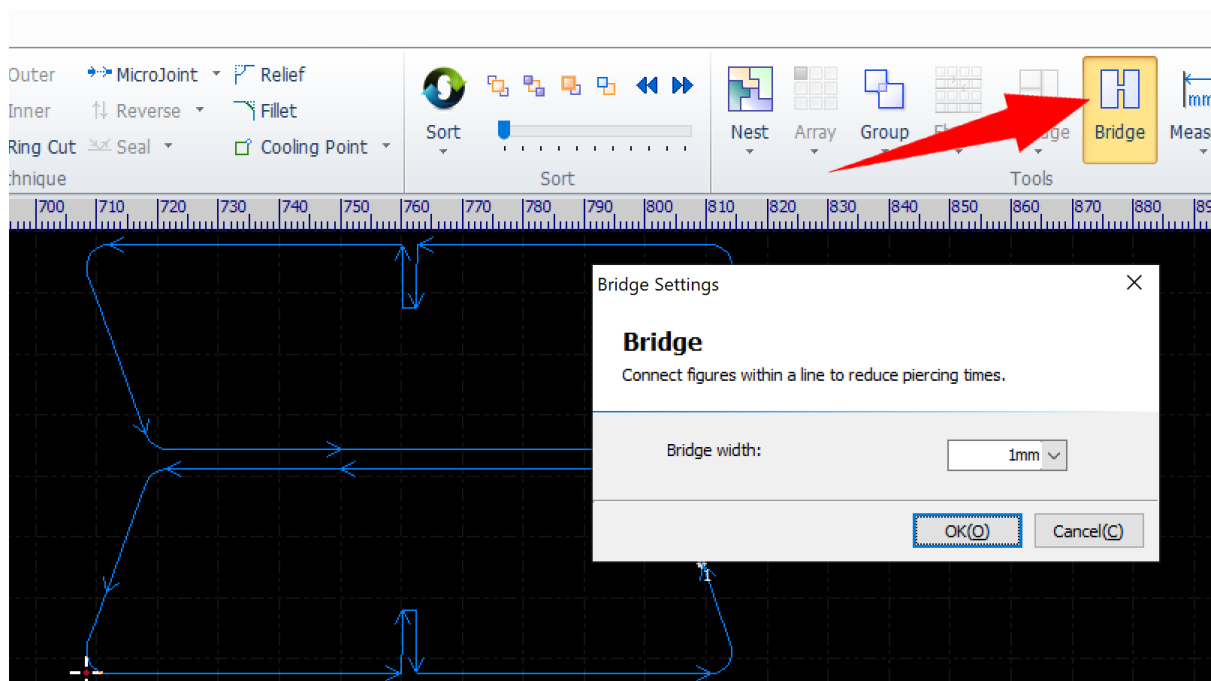 Outer MicroJoint Relief
Inner Reverse Fillet
Ring Cut Seal Cooling Point
Sort
Nest Array Group Bridge
Sort Tools
700 710 720 730 740 750 760 770 780 790 800 810 820 830 840 850 860 870 880
Bridge Settings
Bridge
Connect figures within a line to reduce piercing times.
Bridge width: 1mm
OK(O) Cancel(C)
1